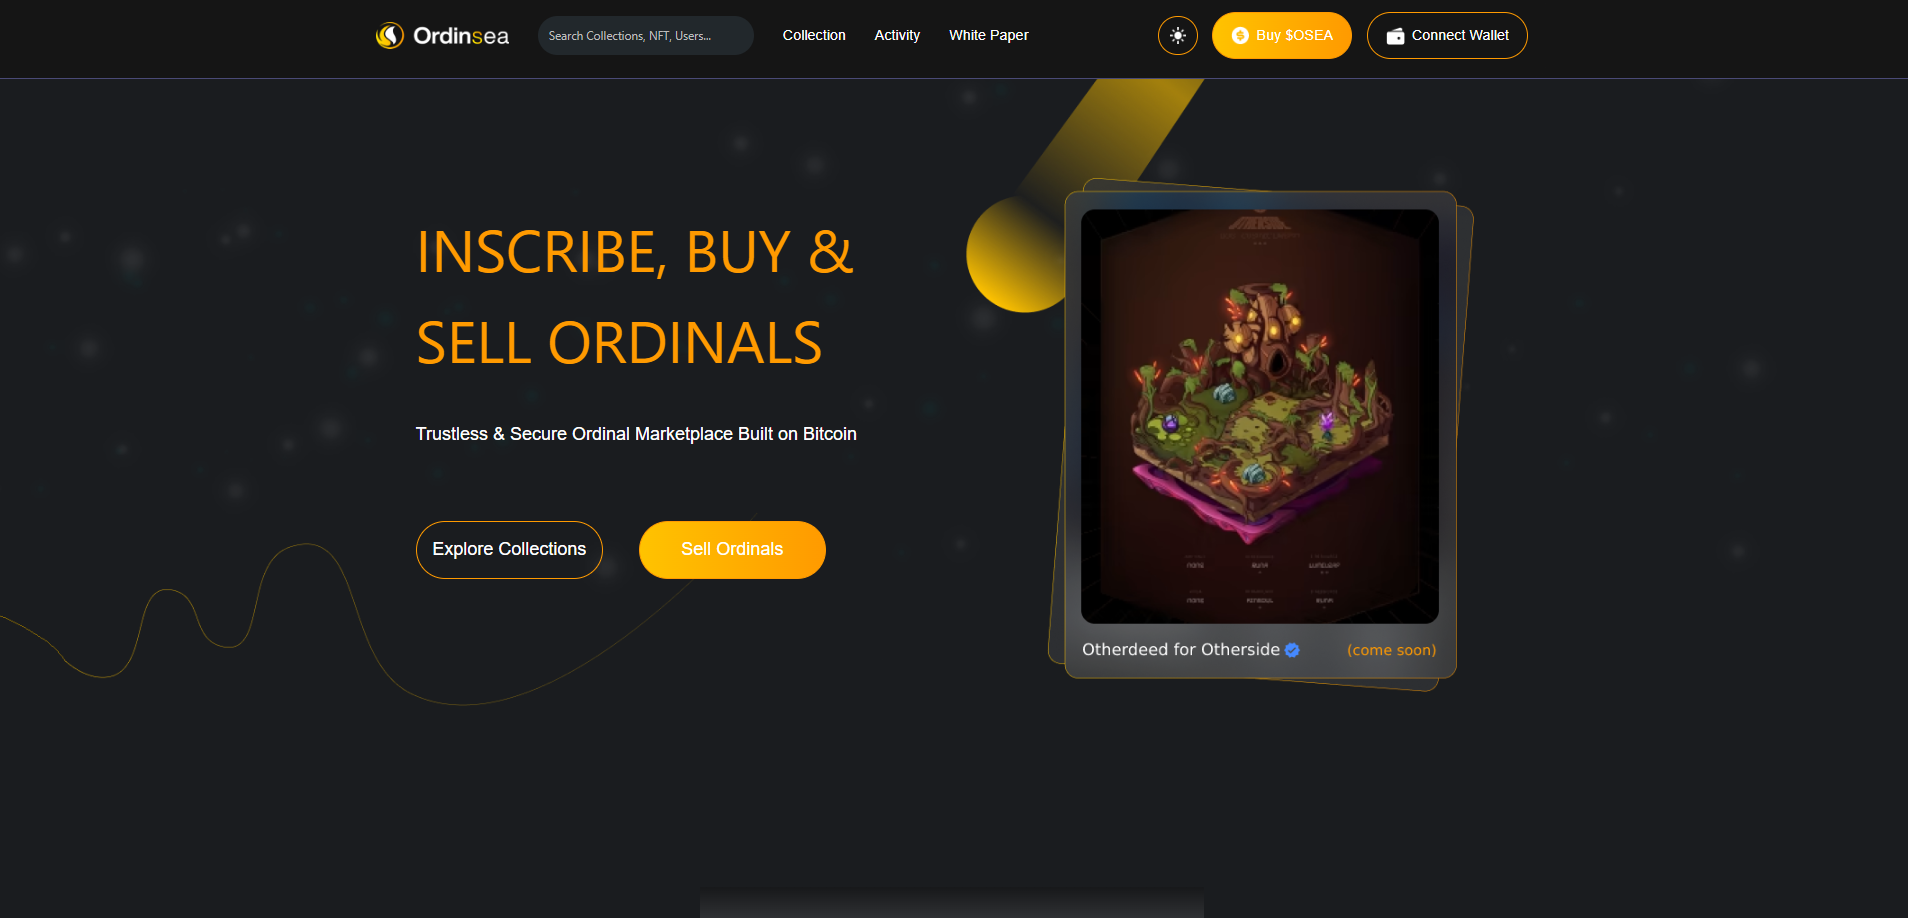 Ordinsea
Search Collections, NFT, Users...
Collection
Activity
White Paper
Buy $OSEA
Connect Wallet
INSCRIBE, BUY &
SELL ORDINALS
Trustless & Secure Ordinal Marketplace Built on Bitcoin
Explore Collections
Sell Ordinals
Otherdeed for Otherside
(come soon)